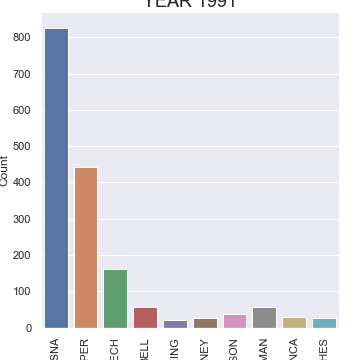 YEAR 1991
800
700
600
500
400
300
200
100
0
Count
SNA
PER
ECH
ELL
ING
NEY
SON
MAN
NCA
HES